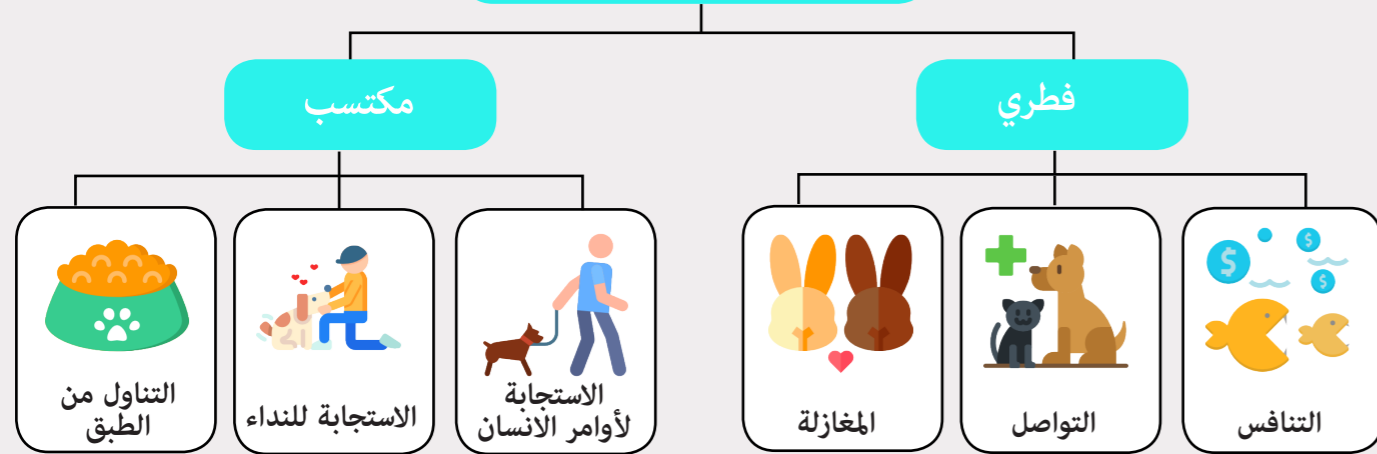 فطري
مكتسب
التنافس
التواصل
المغازلة
الاستجابة
لأوامر الانسان
الاستجابة للنداء
التناول من
الطبق